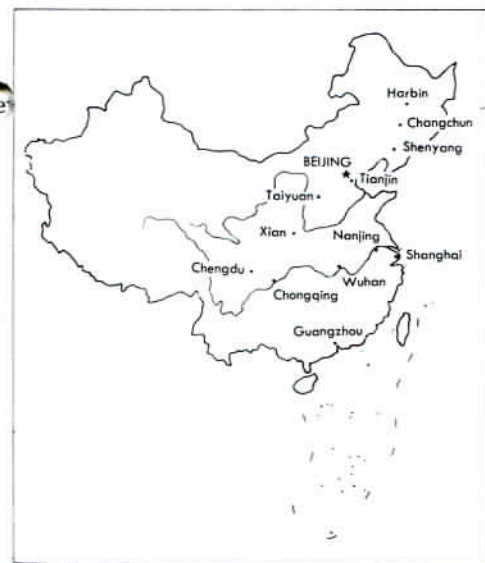 Harbin
Changchun
Shenyang
BEIJING
Tianjin
Taiyuan
Xian
Nanjing
Shanghai
Chengdu
Wuhan
Chongqing
Guangzhou